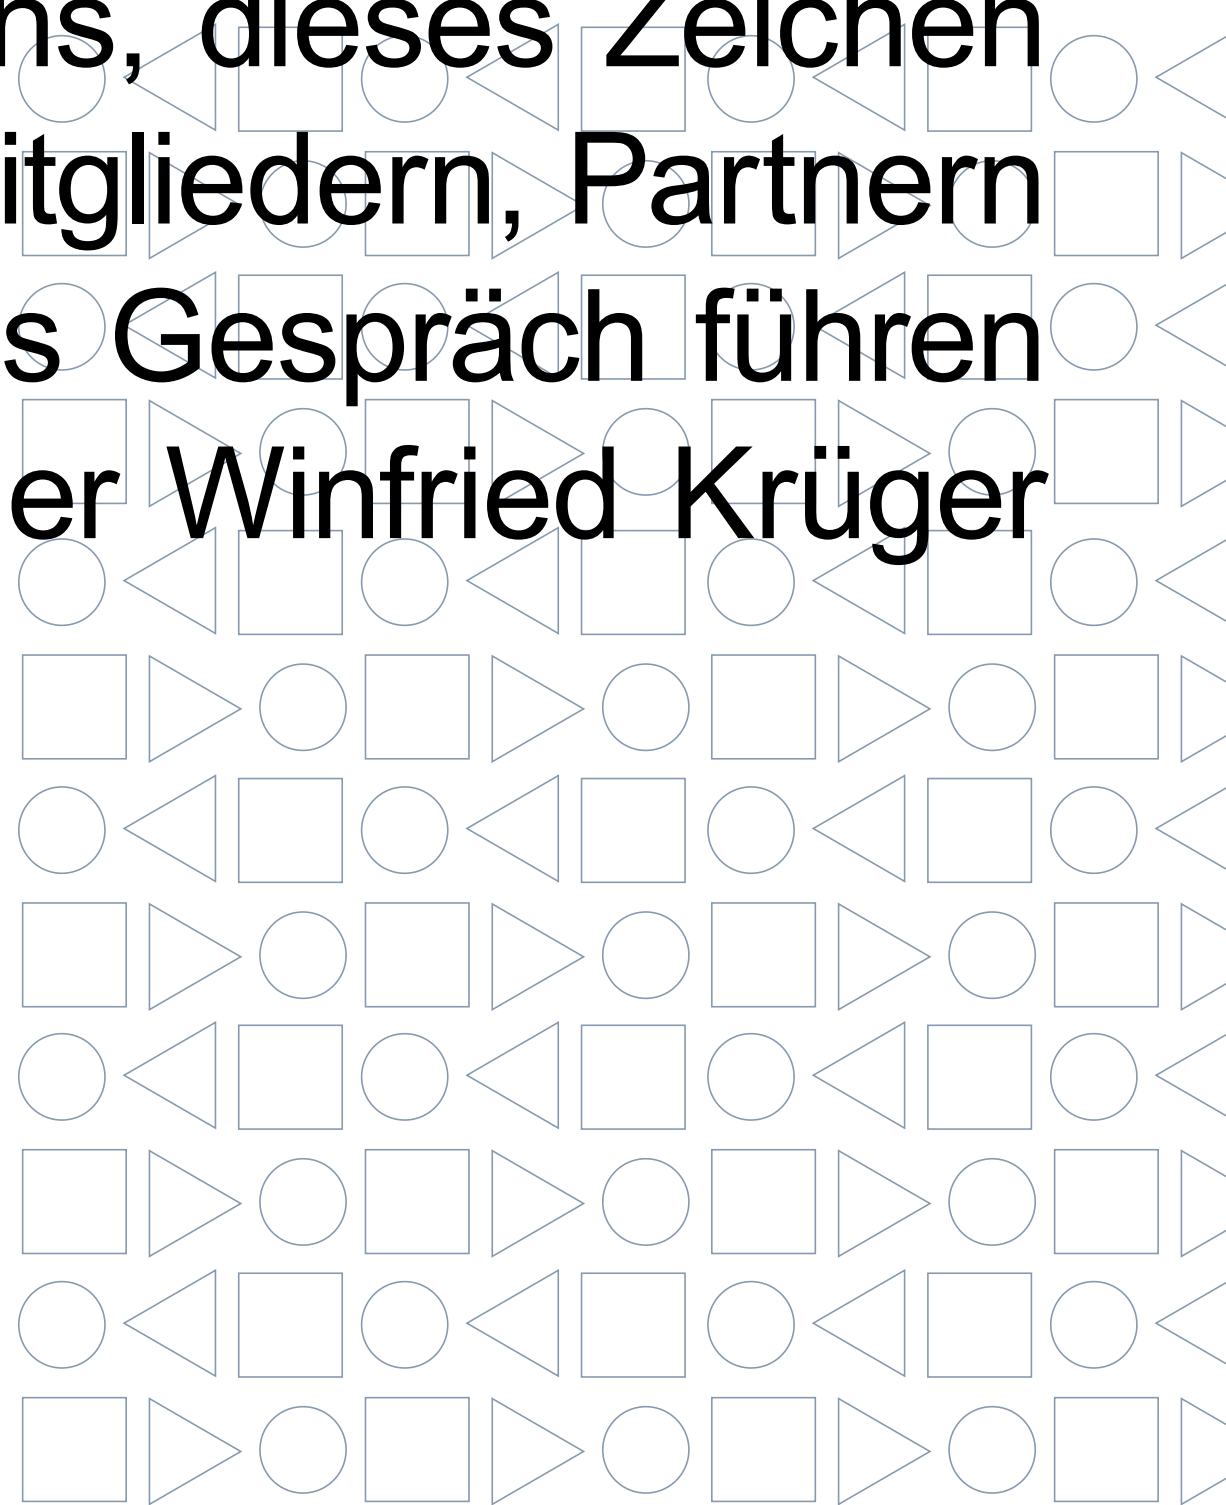 ns, dieses Zeichen
itgliedern, Partnern
s Gespräch führen
er Winfried Krüger